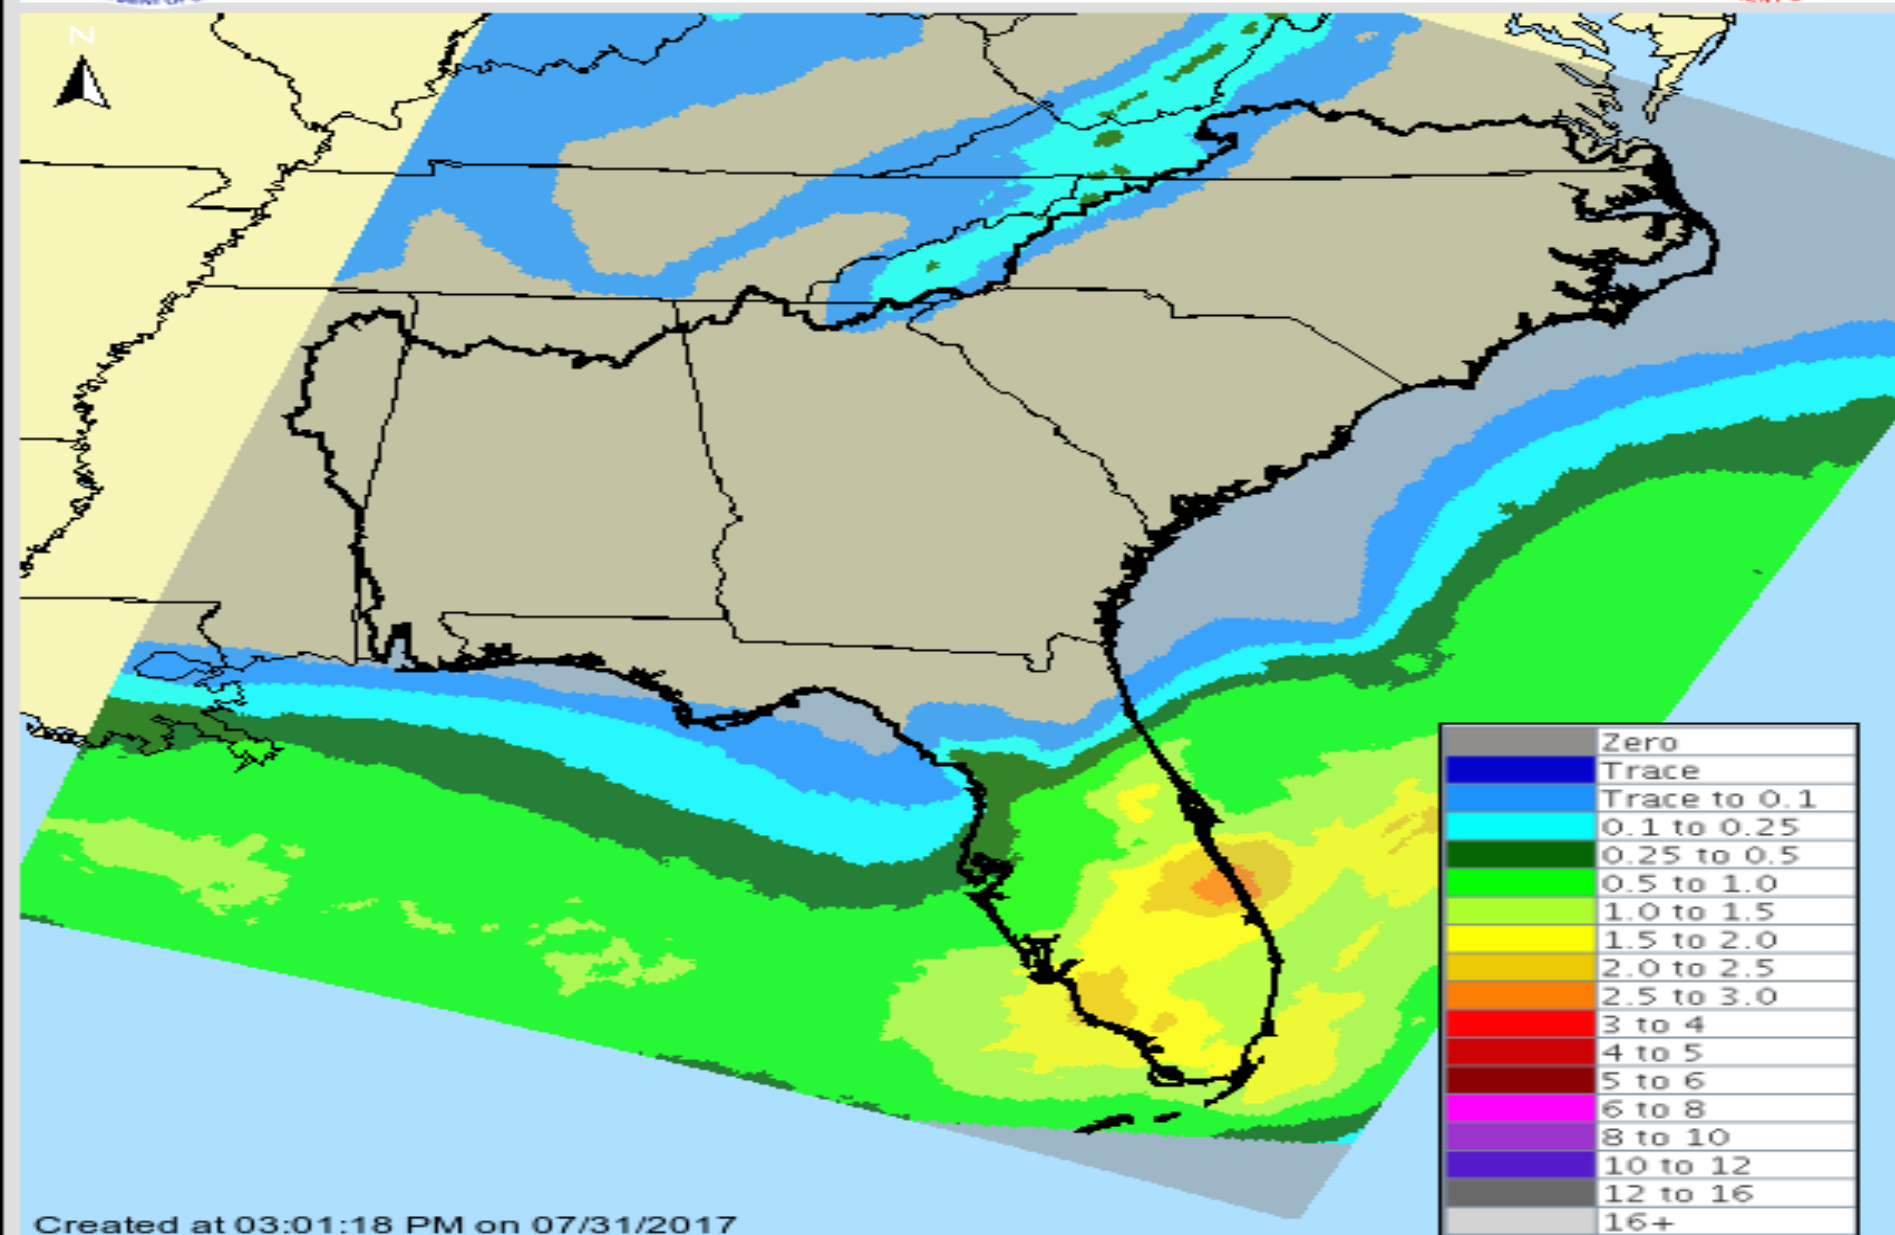 N
Zero
Trace
Trace to 0.1
0.1 to 0.25
0.25 to 0.5
0.5 to 1.0
1.0 to 1.5
1.5 to 2.0
2.0 to 2.5
2.5 to 3.0
3 to 4
4 to 5
5 to 6
6 to 8
8 to 10
10 to 12
12 to 16
16+
Created at 03:01:18 PM on 07/31/2017